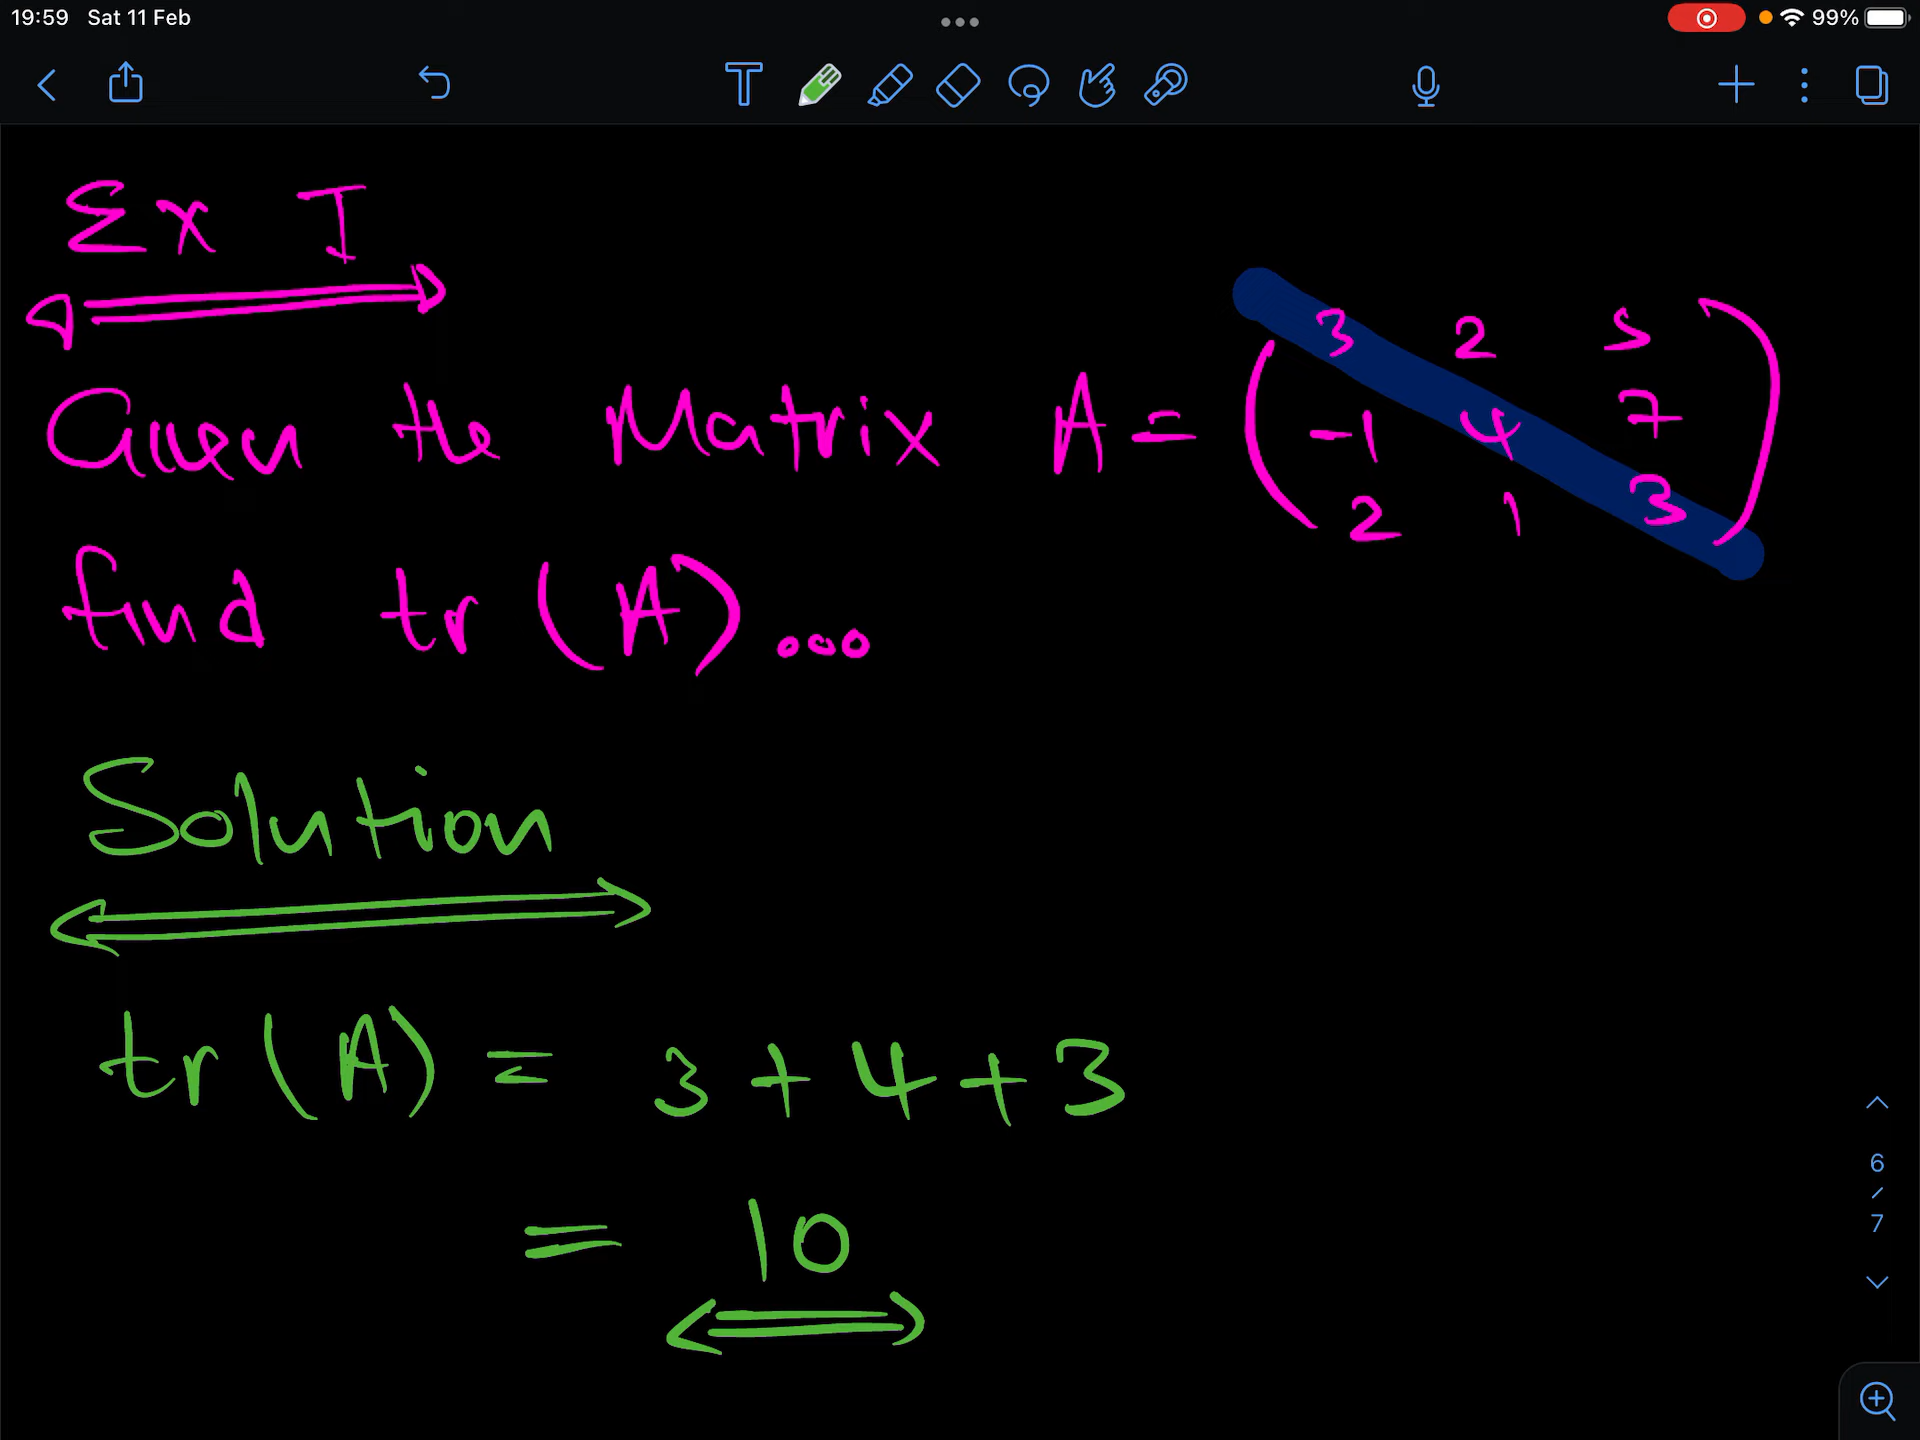 19:59 Sat 11 Feb 99%
T
Ex I
Given the Matrix A = ( 3 2 5
-1 4 7
2 1 3 )
find tr (A) ...
Solution
tr (A) = 3 + 4 + 3
= 10
6
/
7